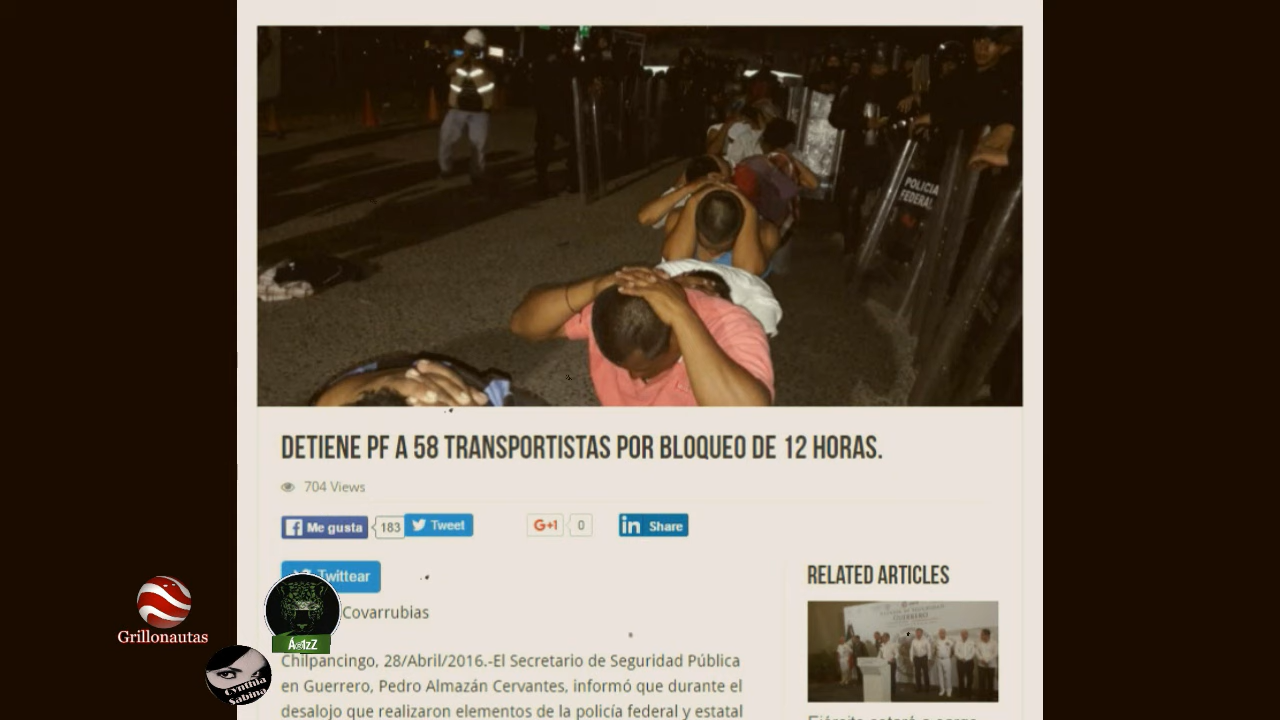 POLICIA
FEDERAL
DETIENE PF A 58 TRANSPORTISTAS POR BLOQUEO DE 12 HORAS.
704 Views
Me gusta 183 Tweet G+1 0 in Share
Twittear
RELATED ARTICLES
Covarrubias
Grillonautas
Cynthia
Sabina
Chilpancingo, 28/Abril/2016.-El Secretario de Seguridad Pública
en Guerrero, Pedro Almazán Cervantes, informó que durante el
desalojo que realizaron elementos de la policía federal y estatal
GUERRERO